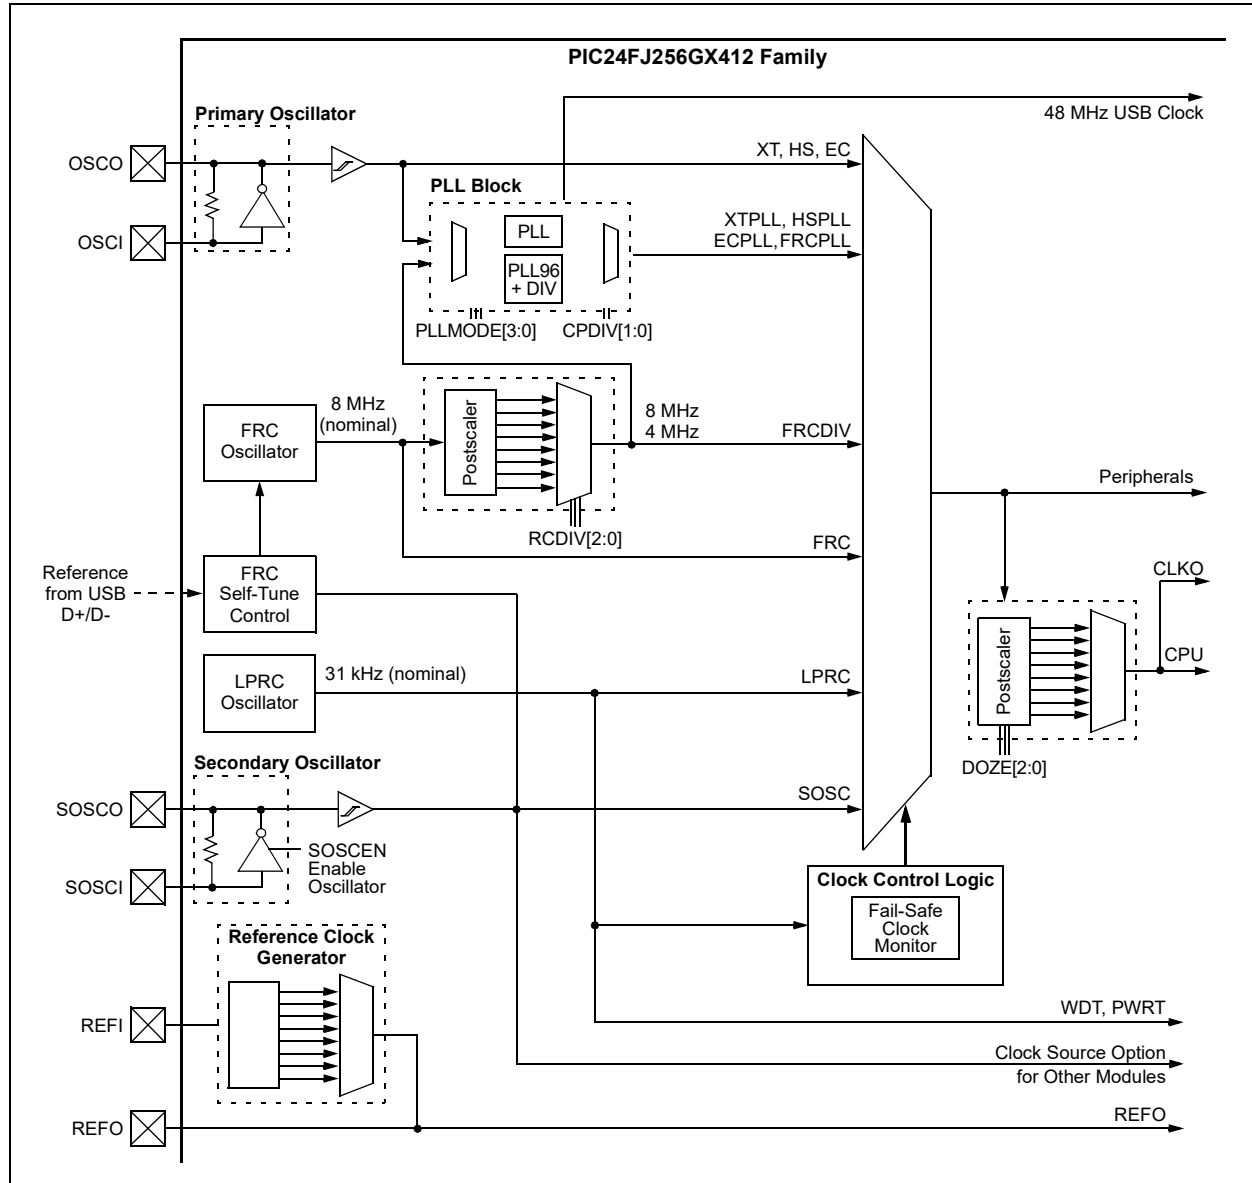 PIC24FJ256GX412 Family
Primary Oscillator
48 MHz USB Clock
OSCO
XT, HS, EC
PLL Block
OSCI
PLL
XTPLL, HSPLL
ECPLL,FRCPLL
PLL96
+ DIV
PLLMODE[3:0]
CPDIV[1:0]
FRC
Oscillator
8 MHz
(nominal)
Postscaler
8 MHz
4 MHz
FRCDIV
RCDIV[2:0]
Peripherals
FRC
Reference
from USB
D+/D-
FRC
Self-Tune
Control
CLKO
CPU
Postscaler
DOZE[2:0]
LPRC
Oscillator
31 kHz (nominal)
LPRC
Secondary Oscillator
SOSCO
SOSC
SOSCI
SOSCEN
Enable
Oscillator
Clock Control Logic
Fail-Safe
Clock
Monitor
Reference Clock
Generator
REFI
WDT, PWRT
Clock Source Option
for Other Modules
REFO
REFO